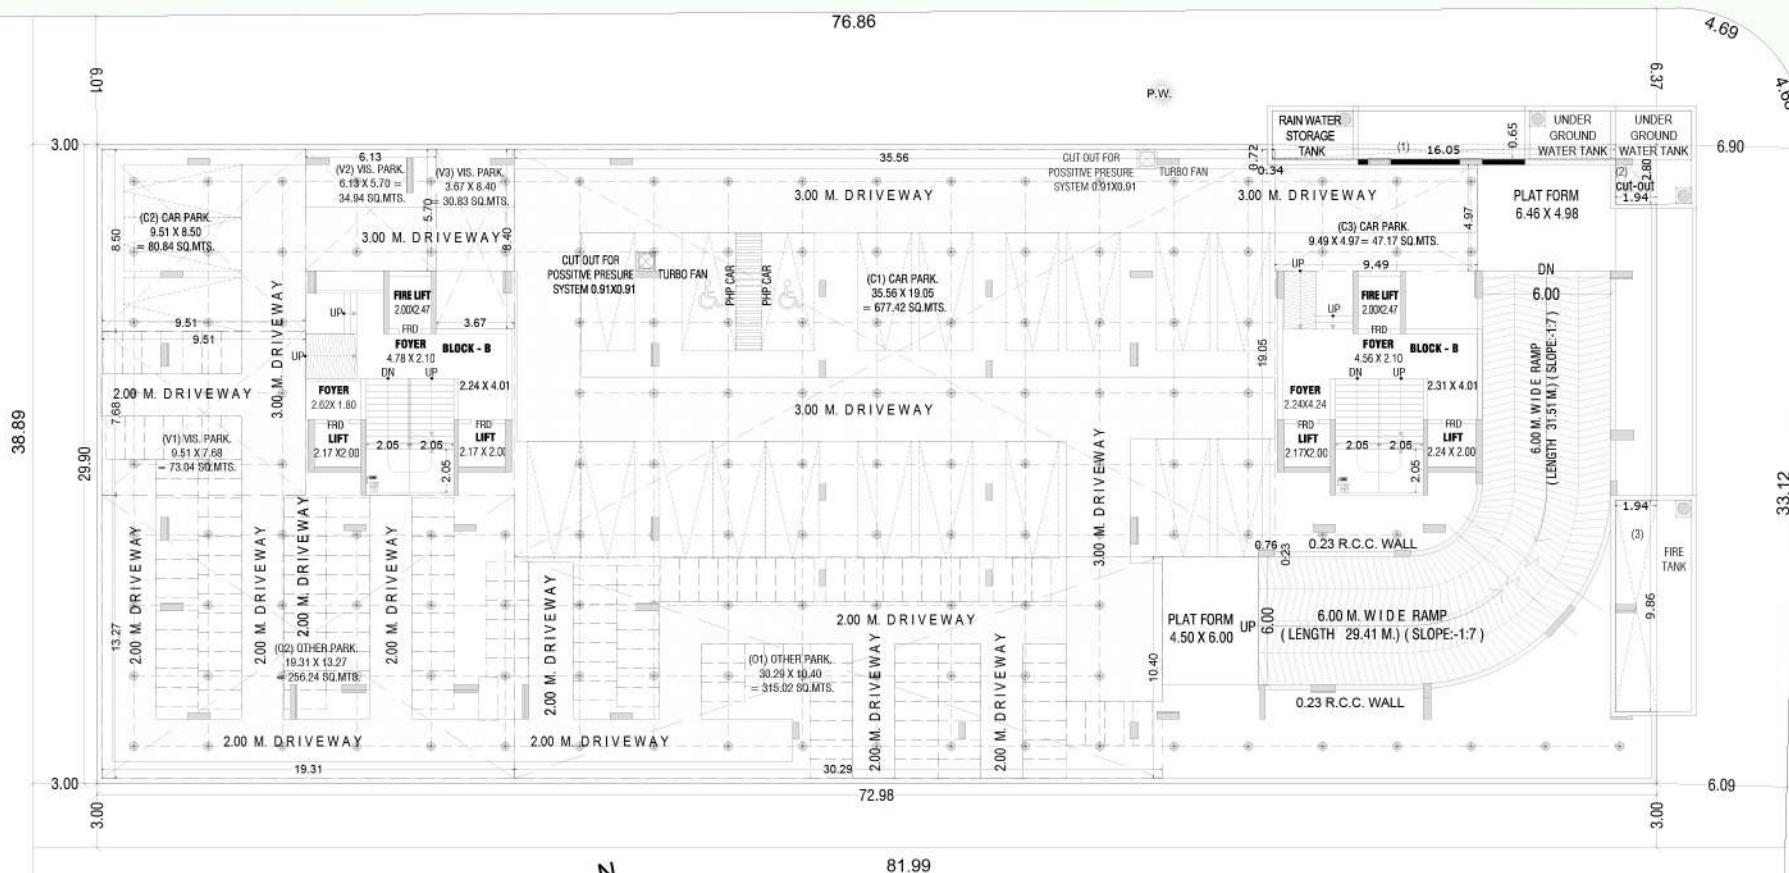 76.86
4.69
6.01
6.37
P.W.
3.00
6.90
RAIN WATER
STORAGE
TANK
(1)
16.05
0.65
UNDER
GROUND
WATER TANK
UNDER
GROUND
WATER TANK
6.13
(V2) VIS. PARK.
6.13 X 5.70 =
34.94 SQ.MTS.
(V3) VIS. PARK.
3.67 X 8.40
= 30.83 SQ.MTS.
35.56
CUT OUT FOR
POSSITIVE PRESURE
SYSTEM 0.91X0.91
TURBO FAN
0.72
0.34
3.00 M. DRIVEWAY
3.00 M. DRIVEWAY
PLAT FORM
6.46 X 4.98
(2)
cut-out
1.94
2.80
(C2) CAR PARK.
9.51 X 8.50
= 80.84 SQ.MTS.
8.50
5.70
3.00 M. DRIVEWAY
8.40
(C3) CAR PARK.
9.49 X 4.97= 47.17 SQ.MTS.
4.97
9.49
CUT OUT FOR
POSSITIVE PRESURE
SYSTEM 0.91X0.91
TURBO FAN
PHP CAR
PHP CAR
(C1) CAR PARK.
35.56 X 19.05
= 677.42 SQ.MTS.
UP
DN
6.00
FIRE LIFT
2.00X2.47
FRD
UP
3.67
FIRE LIFT
2.00X2.47
FRD
UP
9.51
9.51
3.00 M. DRIVEWAY
UP
FOYER
4.78 X 2.10
BLOCK - B
DN
UP
2.24 X 4.01
19.05
FOYER
4.56 X 2.10
BLOCK - B
DN
UP
2.31 X 4.01
6.00 M. WIDE RAMP
(LENGTH 31.51 M.) ( SLOPE:-1:7 )
2.00 M. DRIVEWAY
7.68
FOYER
2.62X 1.80
FOYER
2.24X4.24
3.00 M. DRIVEWAY
38.89
29.90
(V1) VIS. PARK.
9.51 X 7.68
= 73.04 SQ.MTS.
FRD
LIFT
2.17 X 2.00
2.05
2.05
2.05
FRD
LIFT
2.17 X 2.00
3.00 M. DRIVEWAY
FRD
LIFT
2.17X2.00
2.05
2.05
2.05
FRD
LIFT
2.24 X 2.00
33.12
1.94
(3)
FIRE
TANK
9.86
0.76
0.23
0.23 R.C.C. WALL
2.00 M. DRIVEWAY
2.00 M. DRIVEWAY
2.00 M. DRIVEWAY
2.00 M. DRIVEWAY
2.00 M. DRIVEWAY
13.27
(O2) OTHER PARK.
19.31 X 13.27
= 256.24 SQ.MTS.
2.00 M. DRIVEWAY
(O1) OTHER PARK.
30.29 X 10.40
= 315.02 SQ.MTS.
2.00 M. DRIVEWAY
2.00 M. DRIVEWAY
10.40
PLAT FORM
4.50 X 6.00
UP
6.00
6.00 M. WIDE RAMP
( LENGTH 29.41 M.) ( SLOPE:-1:7 )
0.23 R.C.C. WALL
2.00 M. DRIVEWAY
2.00 M. DRIVEWAY
19.31
30.29
3.00
72.98
6.09
3.00
3.00
81.99